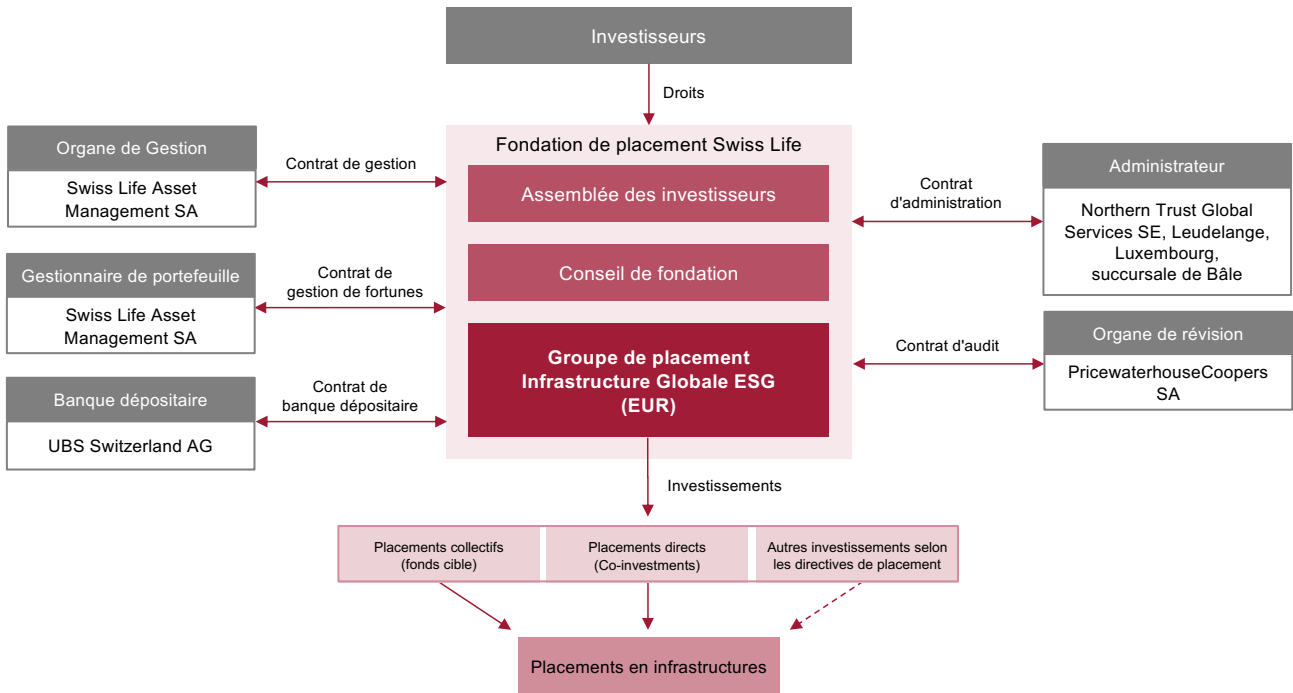 Investisseurs
Droits
Organe de Gestion
Swiss Life Asset
Management SA
Contrat de gestion
Gestionnaire de portefeuille
Swiss Life Asset
Management SA
Contrat de
gestion de fortunes
Banque dépositaire
UBS Switzerland AG
Contrat de
banque dépositaire
Fondation de placement Swiss Life
Assemblée des investisseurs
Conseil de fondation
Groupe de placement
Infrastructure Globale ESG
(EUR)
Contrat
d'administration
Administrateur
Northern Trust Global
Services SE, Leudelange,
Luxembourg,
succursale de Bâle
Contrat d'audit
Organe de révision
PricewaterhouseCoopers
SA
Investissements
Placements collectifs
(fonds cible)
Placements directs
(Co-investments)
Autres investissements selon
les directives de placement
Placements en infrastructures